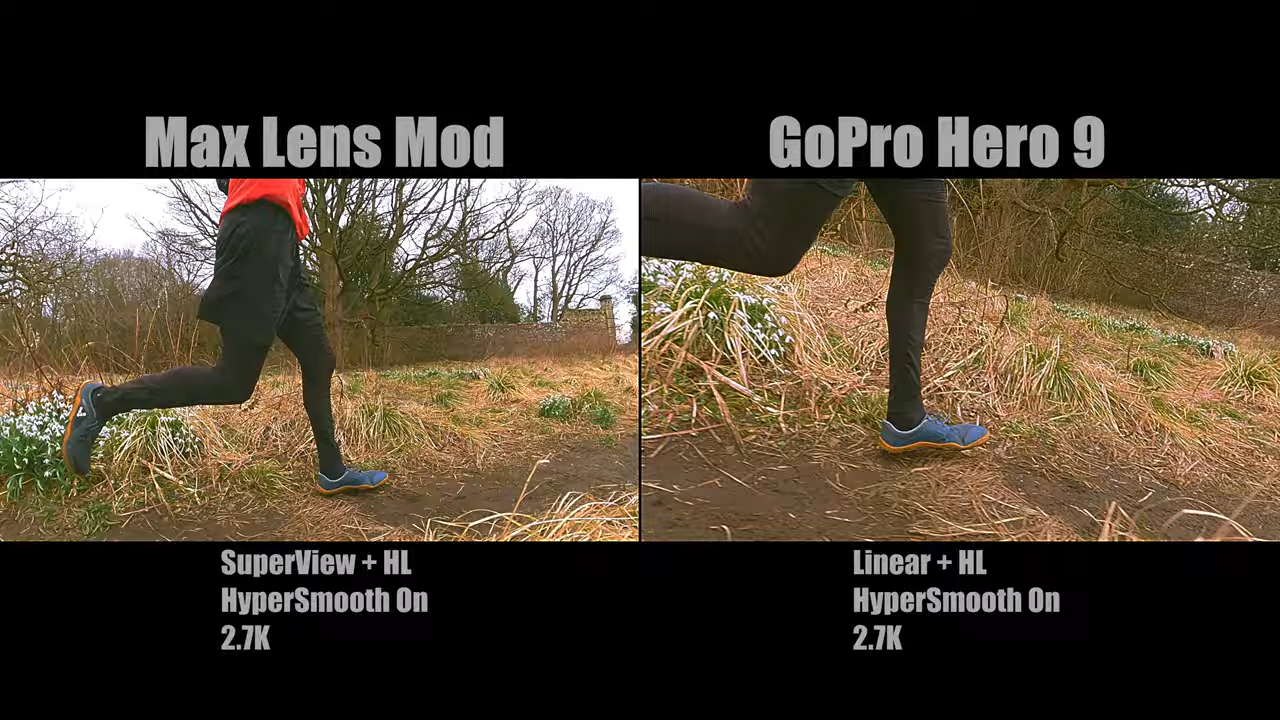 Max Lens Mod
GoPro Hero 9
SuperView + HL
HyperSmooth On
2.7K
Linear + HL
HyperSmooth On
2.7K